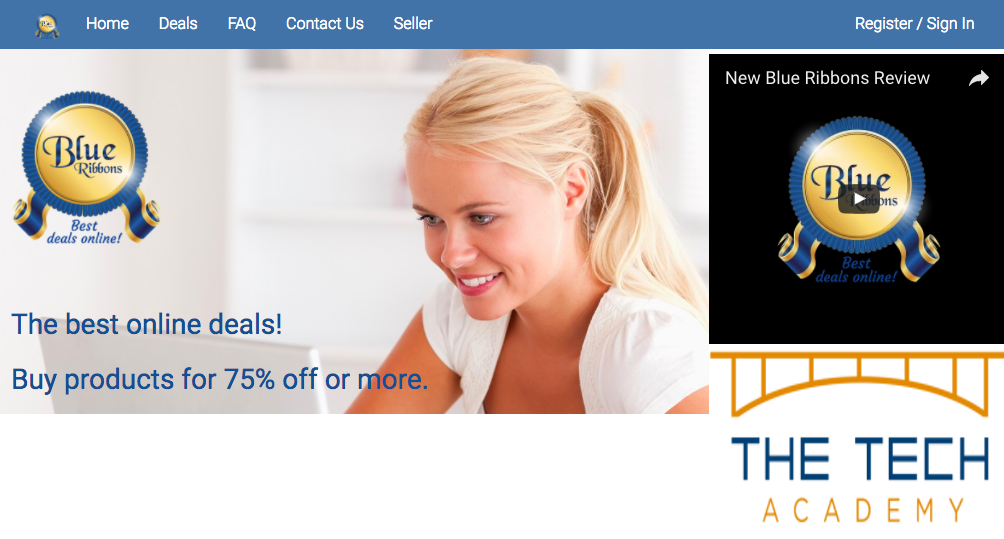 Home Deals FAQ Contact Us Seller Register / Sign In
Blue
Ribbons
Best
deals online!
The best online deals!
Buy products for 75% off or more.
New Blue Ribbons Review
Blue
Ribbons
Best
deals online!
THE TECH
ACADEMY